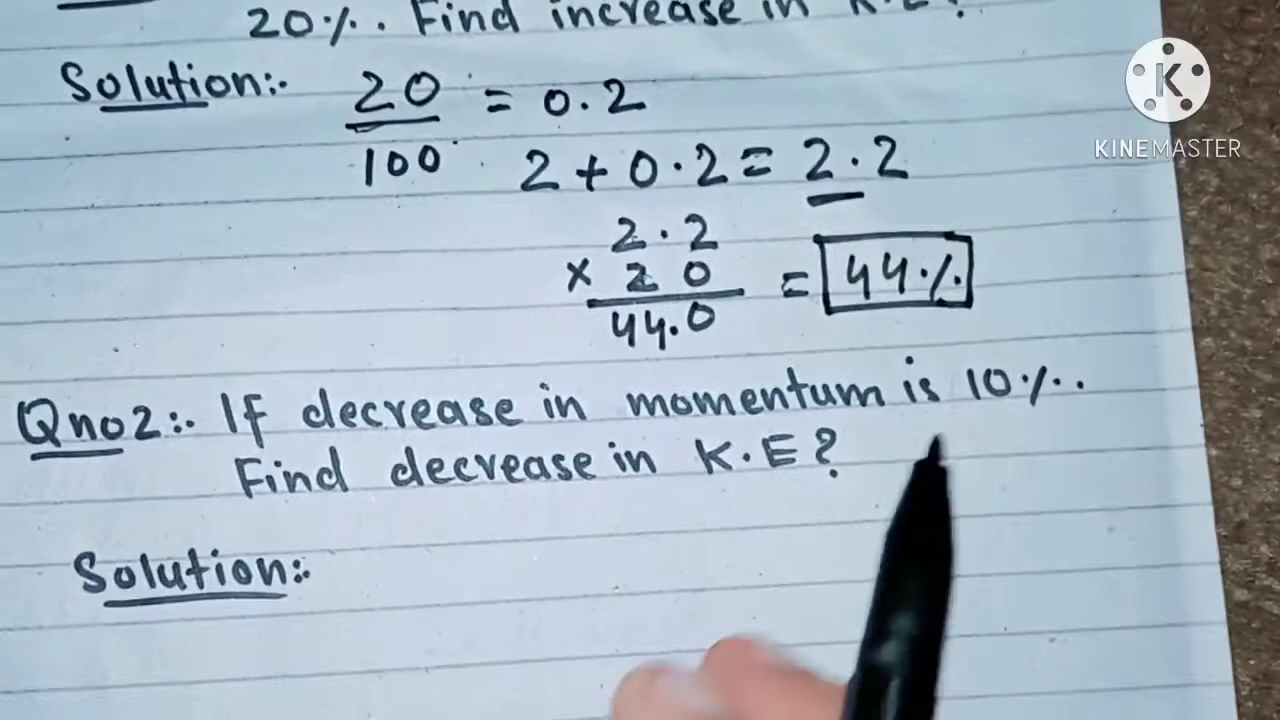 20%. Find increase in K.E?
Solution:-
20
100
= 0.2
2 + 0.2 = 2.2
2.2
× 20
44.0
= 44%
Qno2:- If decrease in momentum is 10%.
Find decrease in K.E?
Solution:-
K
KINEMASTER